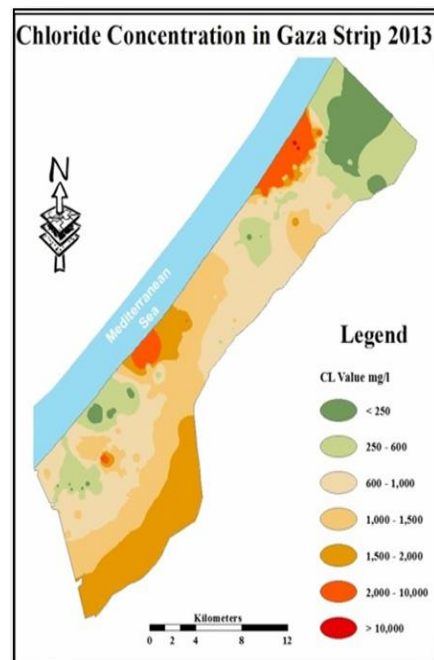 Chloride Concentration in Gaza Strip 2013
N
Mediterranean
Sea
Legend
CL Value mg/l
< 250
250 - 600
600 - 1,000
1,000 - 1,500
1,500 - 2,000
2,000 - 10,000
> 10,000
Kilometers
0 2 4 8 12